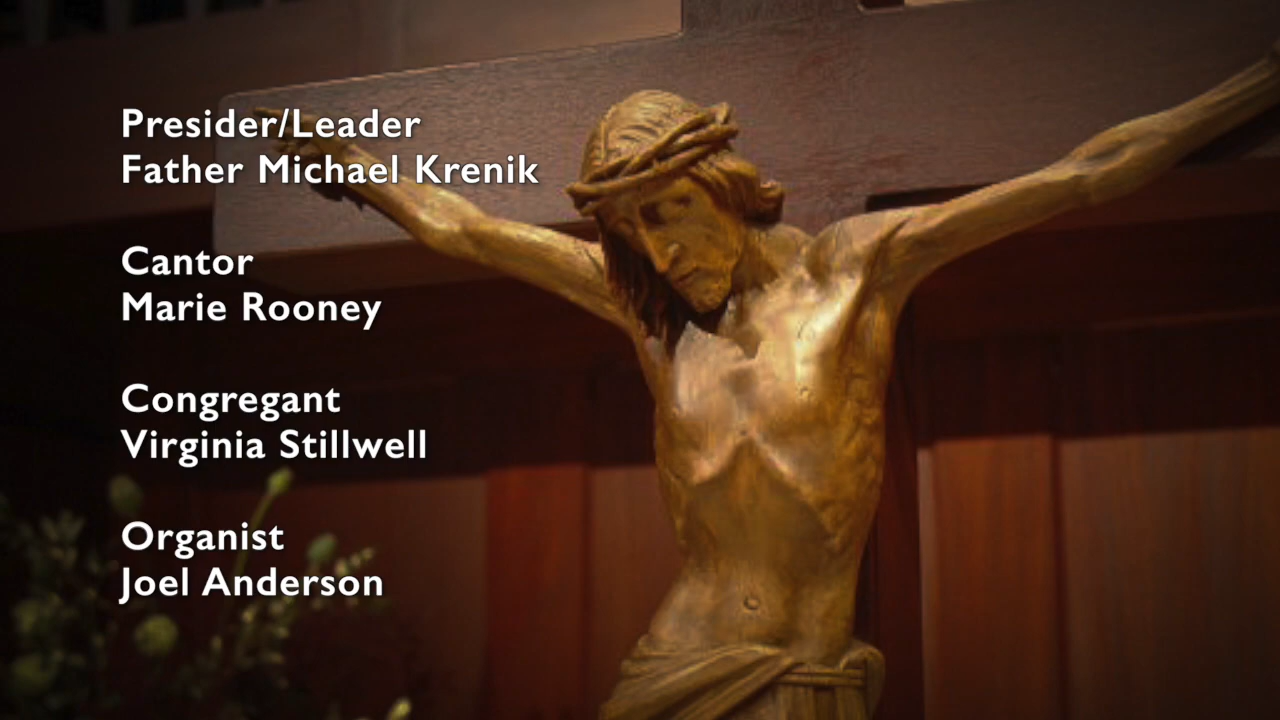 Presider/Leader
Father Michael Krenik
Cantor
Marie Rooney
Congregant
Virginia Stillwell
Organist
Joel Anderson